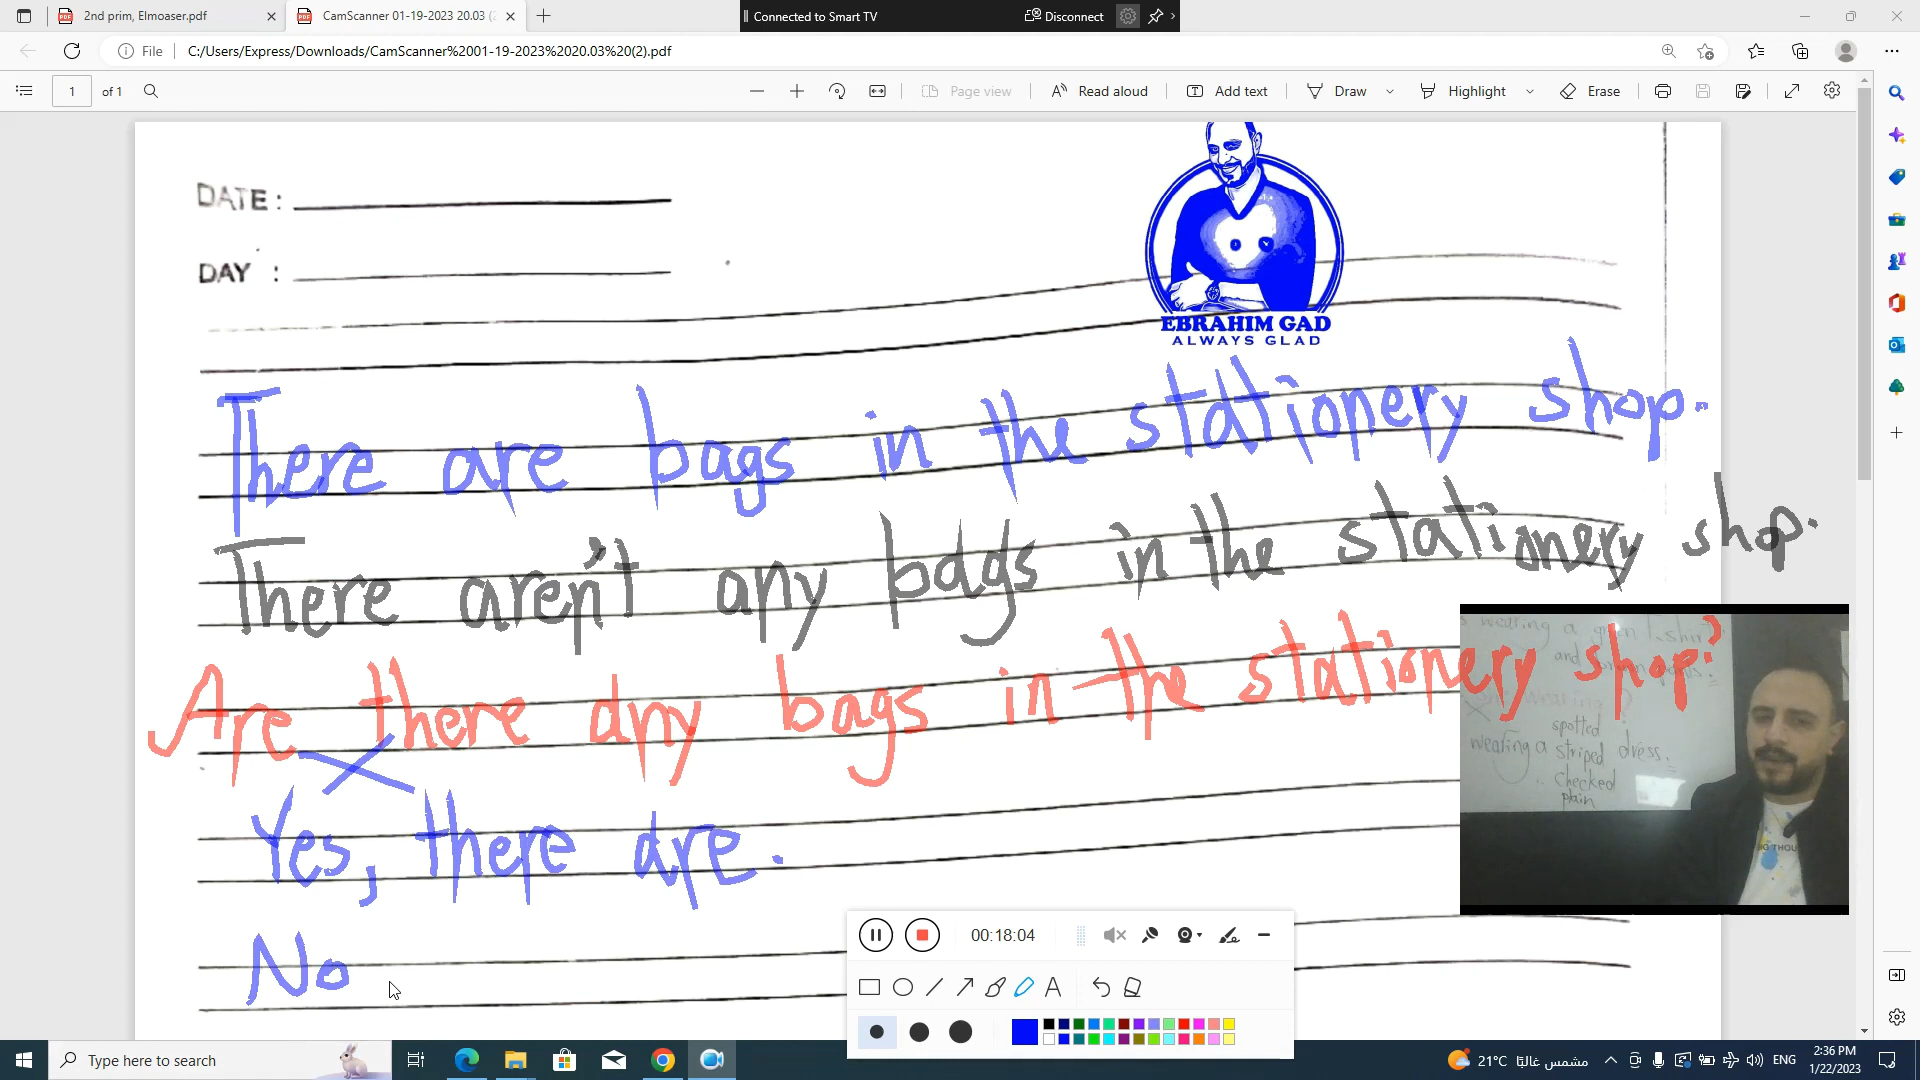 2nd prim, Elmoaser.pdf
CamScanner 01-19-2023 20.03 (
Connected to Smart TV
Disconnect
File
C:/Users/Express/Downloads/CamScanner%2001-19-2023%2020.03%20(2).pdf
1 of 1
Page view
Read aloud
Add text
Draw
Highlight
Erase
DATE :
DAY :
EBRAHIM GAD
ALWAYS GLAD
There are bags in the stationery shop.
There aren't any bags in the stationery shop.
Are there any bags in the stationery shop?
Yes, there are.
No
wearing a
and
spotted
wearing a striped dress.
checked
plain
00:18:04
A
Type here to search
21°C مشمس غالبًا
ENG
2:36 PM
1/22/2023